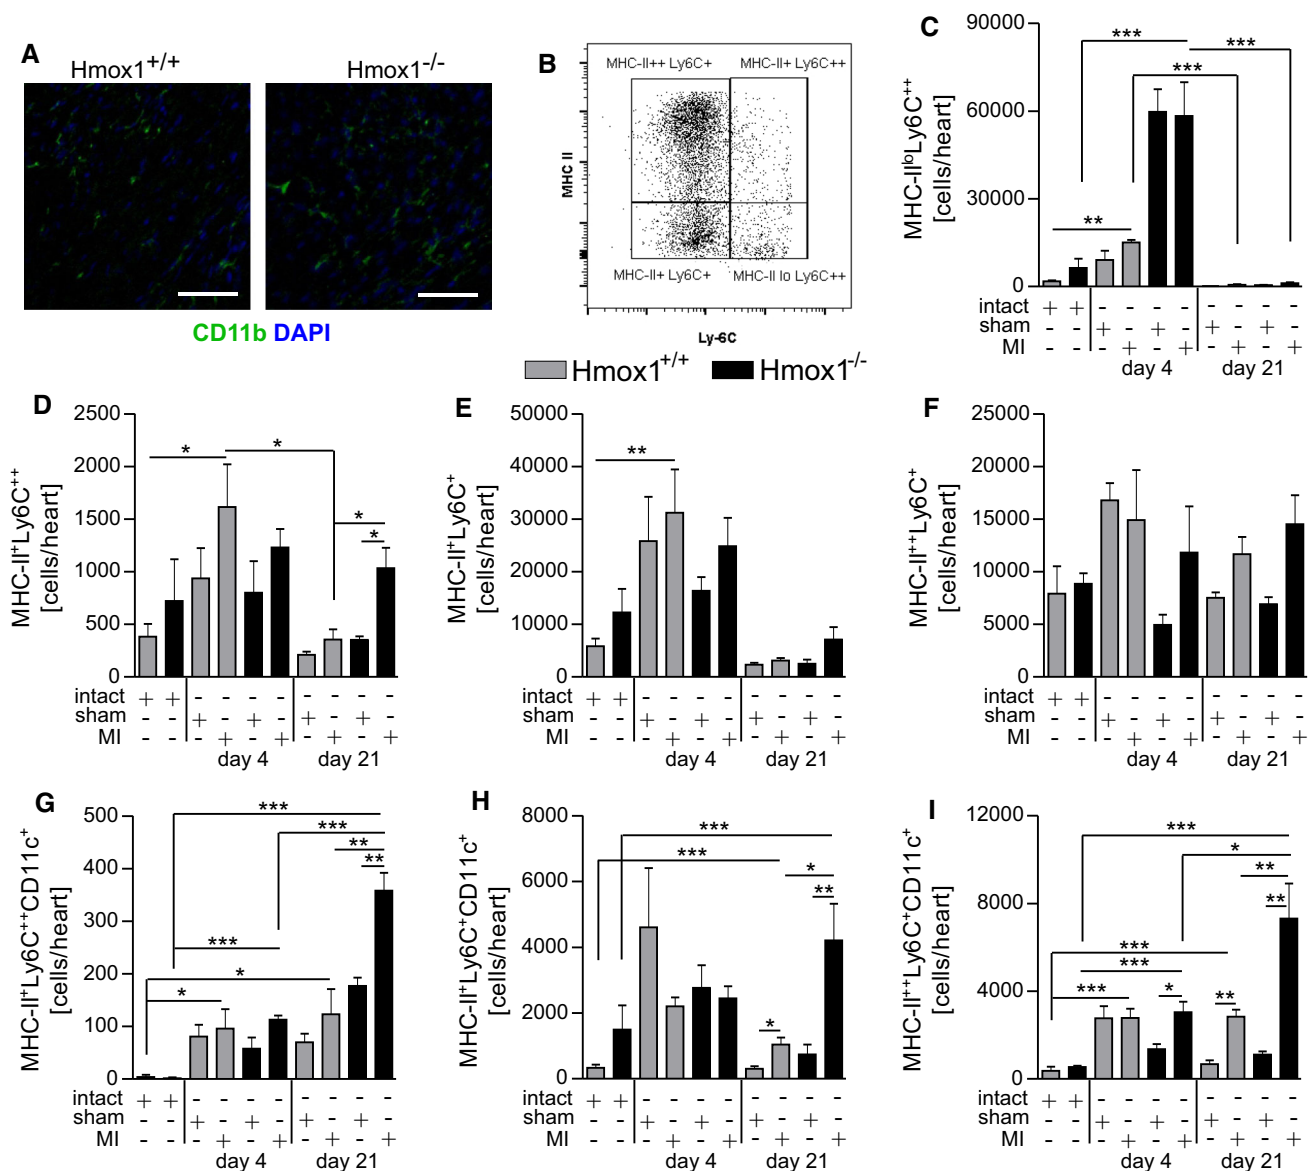 A
Hmox1+/+
Hmox1-/-
CD11b DAPI
B
MHC-II++ Ly6C+
MHC-II+ Ly6C++
MHC II
MHC-II+ Ly6C+
MHC-II lo Ly6C++
Ly-6C
Hmox1+/+
Hmox1-/-
C
MHC-IIloLy6C++
[cells/heart]
90000
60000
30000
0
***
***
***
**
intact + +
sham - - + - + - + - + -
MI - - - + - + - + - +
day 4
day 21
D
MHC-II+Ly6C++
[cells/heart]
2500
2000
1500
1000
500
0
*
*
*
*
intact + + - - - - - - - -
sham - - + - + - + - + -
MI - - - + - + - + - +
day 4
day 21
E
MHC-II+Ly6C+
[cells/heart]
50000
40000
30000
20000
10000
0
**
intact + + - - - - - - - -
sham - - + - + - + - + -
MI - - - + - + - + - +
day 4
day 21
F
MHC-II++Ly6C+
[cells/heart]
25000
20000
15000
10000
5000
0
intact + + - - - - - - - -
sham - - + - + - + - + -
MI - - - + - + - + - +
day 4
day 21
G
MHC-II+Ly6C++CD11c+
[cells/heart]
500
400
300
200
100
0
***
***
**
**
***
*
*
intact + + - - - - - - - -
sham - - + - + - + - + -
MI - - - + - + - + - +
day 4
day 21
H
MHC-II+Ly6C+CD11c+
[cells/heart]
8000
6000
4000
2000
0
***
***
*
**
*
intact + + - - - - - - - -
sham - - + - + - + - + -
MI - - - + - + - + - +
day 4
day 21
I
MHC-II++Ly6C+CD11c+
[cells/heart]
12000
8000
4000
0
***
*
**
**
***
***
***
*
**
intact + + - - - - - - - -
sham - - + - + - + - + -
MI - - - + - + - + - +
day 4
day 21